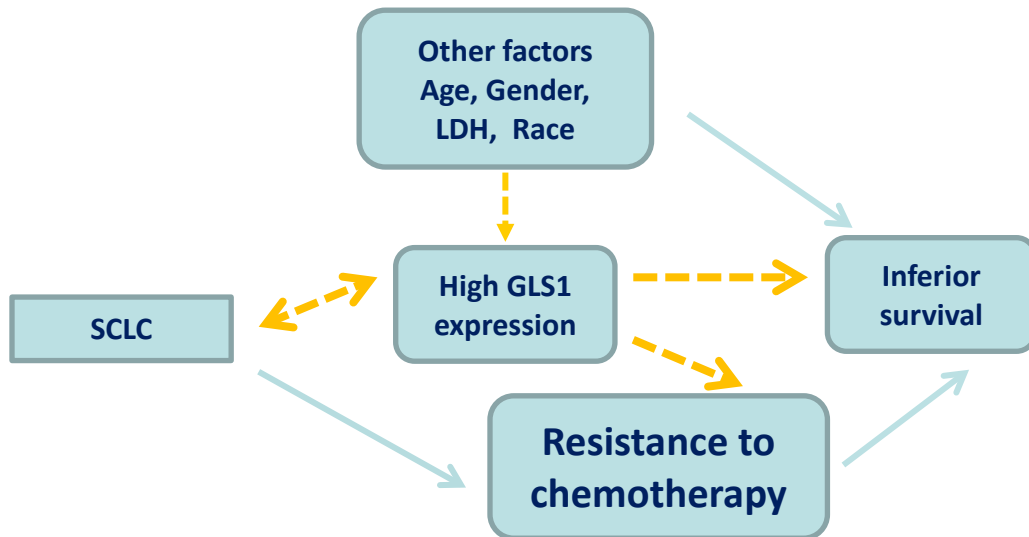 Other factors
Age, Gender,
LDH, Race
High GLS1
expression
Inferior
survival
SCLC
Resistance to
chemotherapy